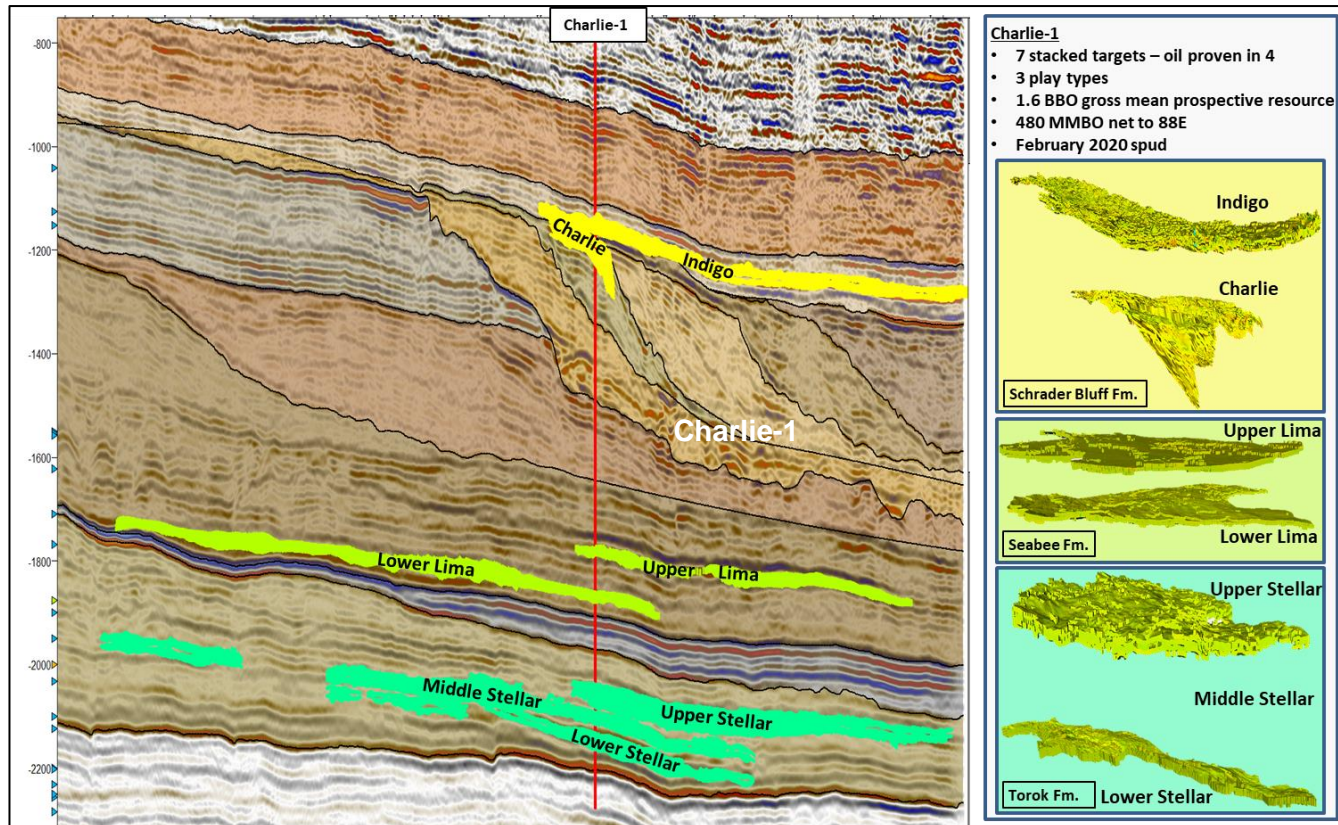 Charlie-1
-800
-1000
-1200
-1400
-1600
-1800
-2000
-2200
Charlie
Indigo
Charlie-1
Lower Lima
Upper Lima
Middle Stellar
Upper Stellar
Lower Stellar
Charlie-1
• 7 stacked targets – oil proven in 4
• 3 play types
• 1.6 BBO gross mean prospective resource
• 480 MMBO net to 88E
• February 2020 spud
Indigo
Charlie
Schrader Bluff Fm.
Upper Lima
Lower Lima
Seabee Fm.
Upper Stellar
Middle Stellar
Lower Stellar
Torok Fm.